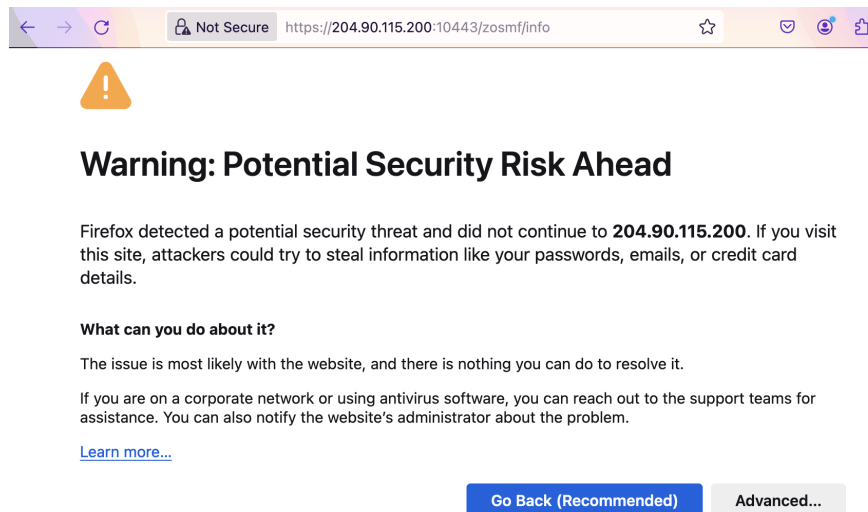 Not Secure https://204.90.115.200:10443/zosmf/info
!
Warning: Potential Security Risk Ahead
Firefox detected a potential security threat and did not continue to 204.90.115.200. If you visit
this site, attackers could try to steal information like your passwords, emails, or credit card
details.
What can you do about it?
The issue is most likely with the website, and there is nothing you can do to resolve it.
If you are on a corporate network or using antivirus software, you can reach out to the support teams for
assistance. You can also notify the website’s administrator about the problem.
Learn more...
Go Back (Recommended) Advanced...